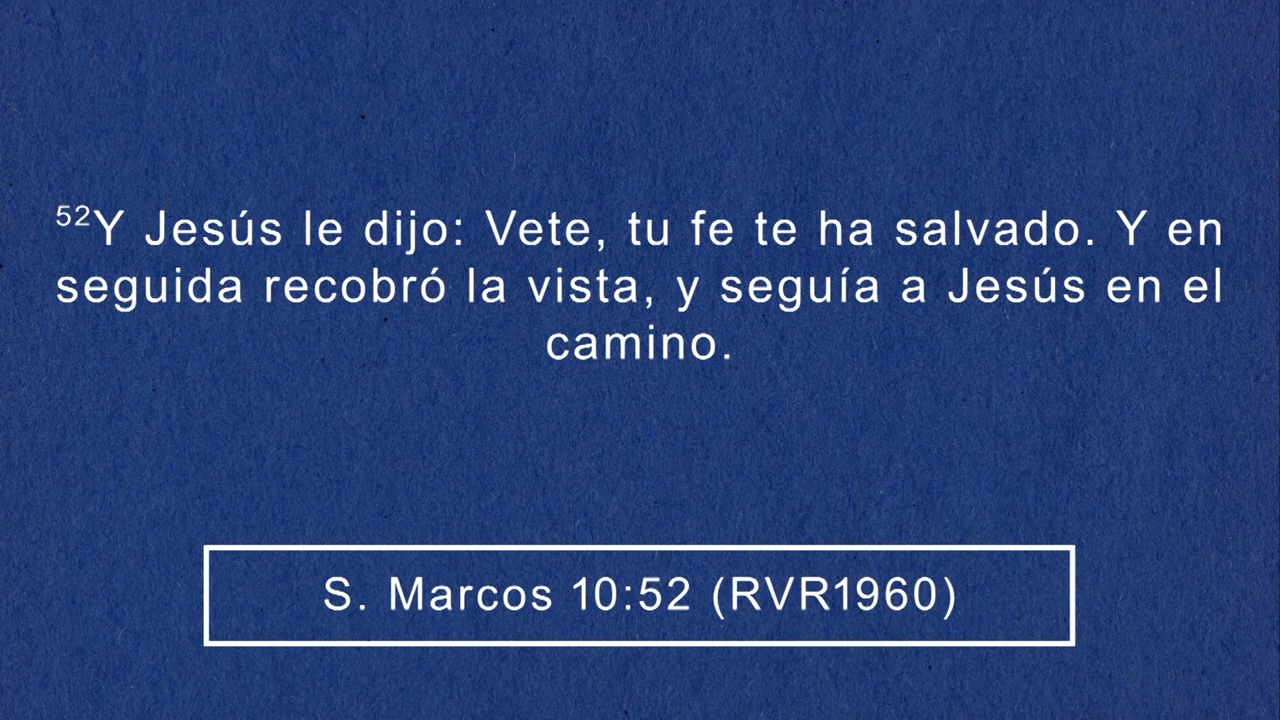 52Y Jesús le dijo: Vete, tu fe te ha salvado. Y en
seguida recobró la vista, y seguía a Jesús en el
camino.
S. Marcos 10:52 (RVR1960)